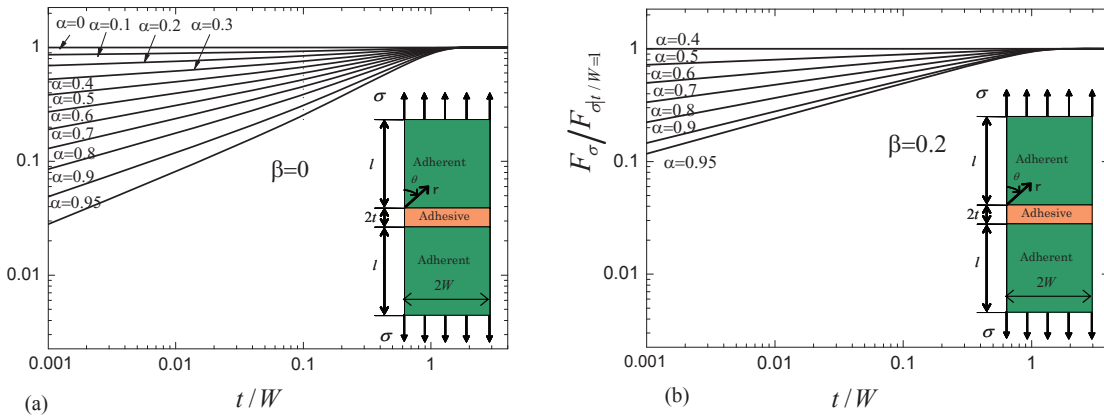 α=0
α=0.1
α=0.2
α=0.3
1
α=0.4
α=0.5
α=0.6
α=0.7
α=0.8
α=0.9
α=0.95
0.1
0.01
β=0
σ
l
Adherent
θ
r
2t
Adhesive
l
Adherent
2W
σ
0.001
0.01
0.1
1
(a)
t/W
F_σ/F_σ|t/W=1
1
α=0.4
α=0.5
α=0.6
α=0.7
α=0.8
α=0.9
α=0.95
0.1
0.01
β=0.2
σ
l
Adherent
θ
r
2t
Adhesive
l
Adherent
2W
σ
0.001
0.01
0.1
1
(b)
t/W